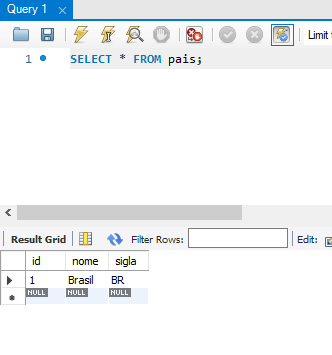 Query 1
Limit
1 SELECT * FROM pais;
Result Grid Filter Rows: Edit:
id nome sigla
1 Brasil BR
NULL NULL NULL